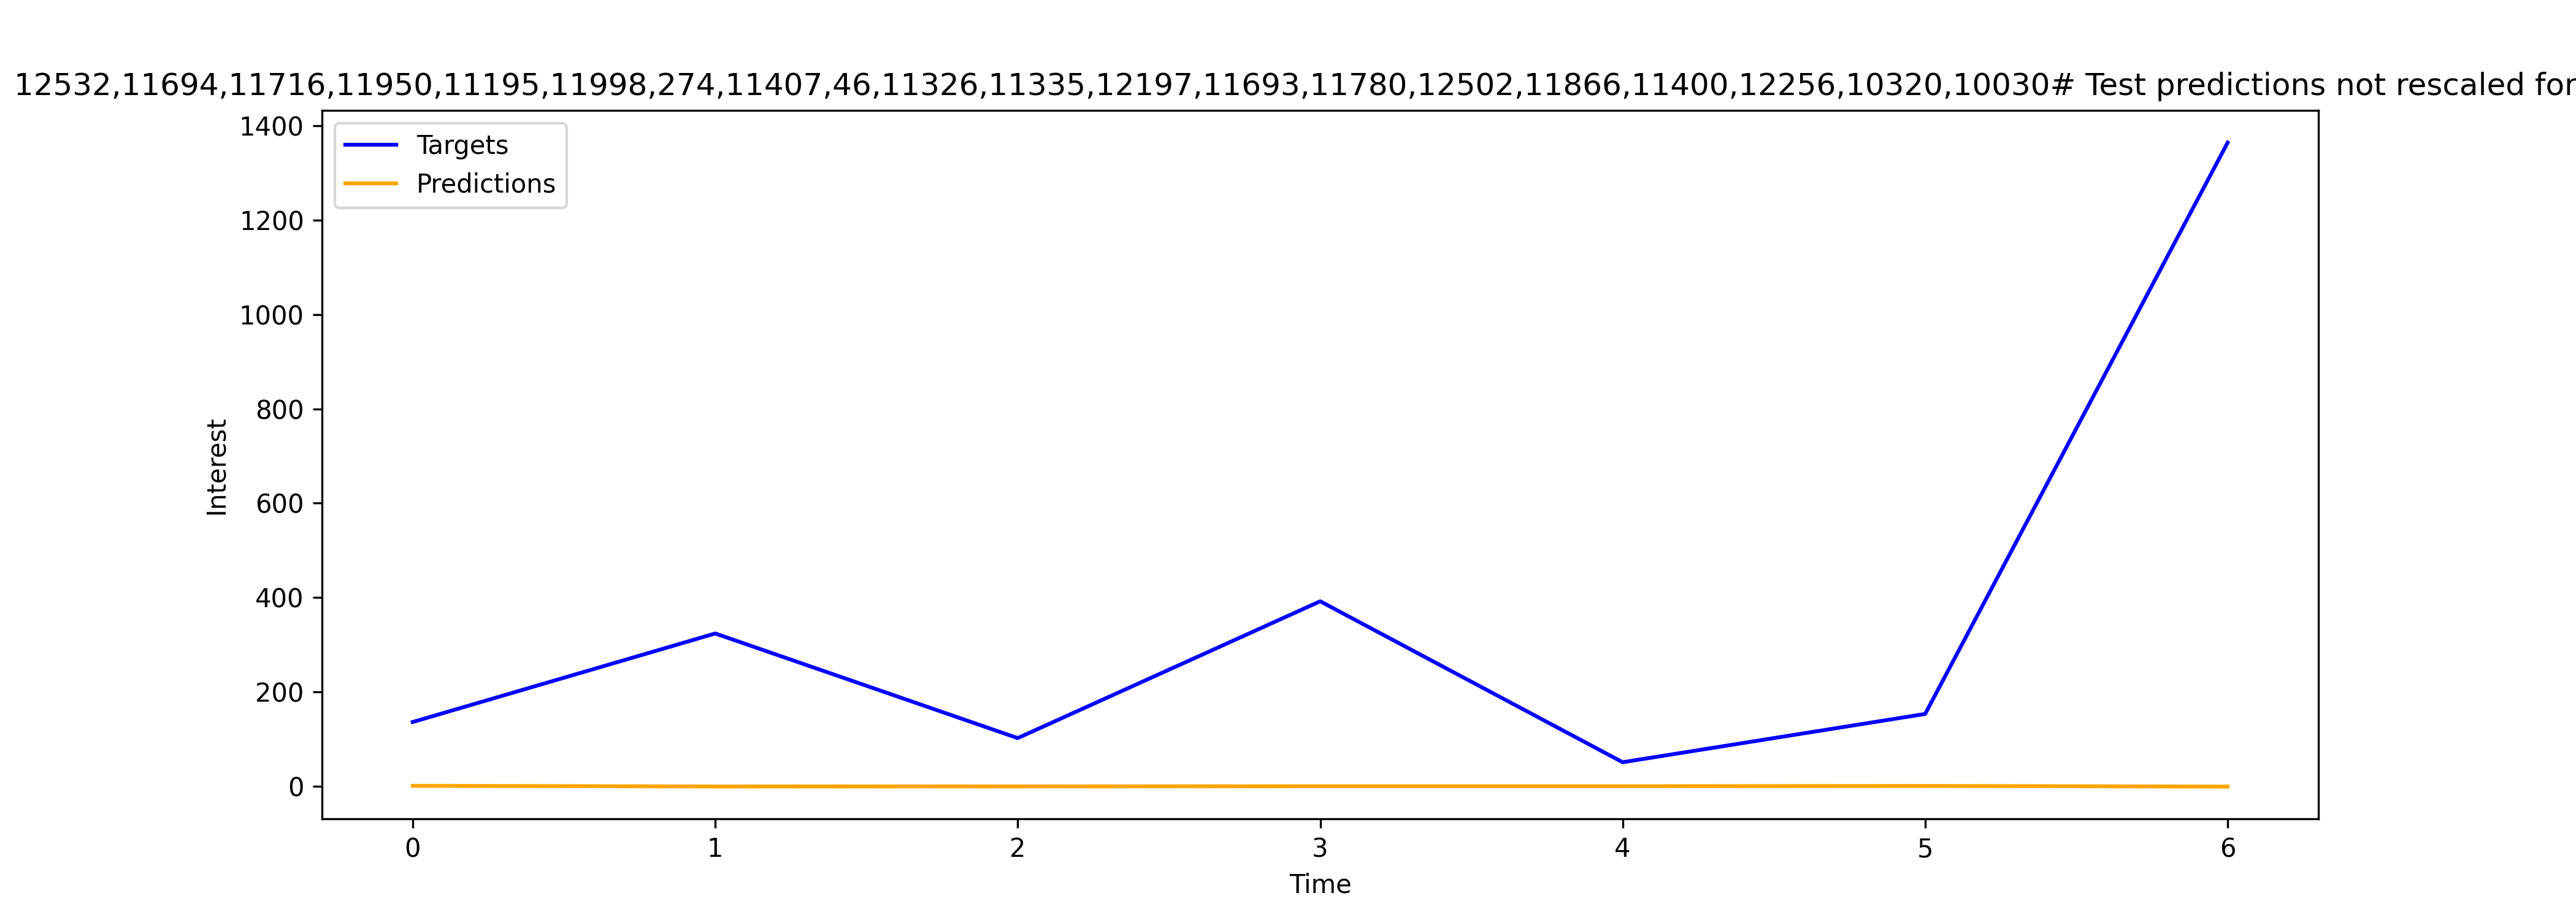 12532,11694,11716,11950,11195,11998,274,11407,46,11326,11335,12197,11693,11780,12502,11866,11400,12256,10320,10030# Test predictions not rescaled for
1400
Targets
Predictions
1200
1000
800
Interest
600
400
200
0
0 1 2 3 4 5 6
Time